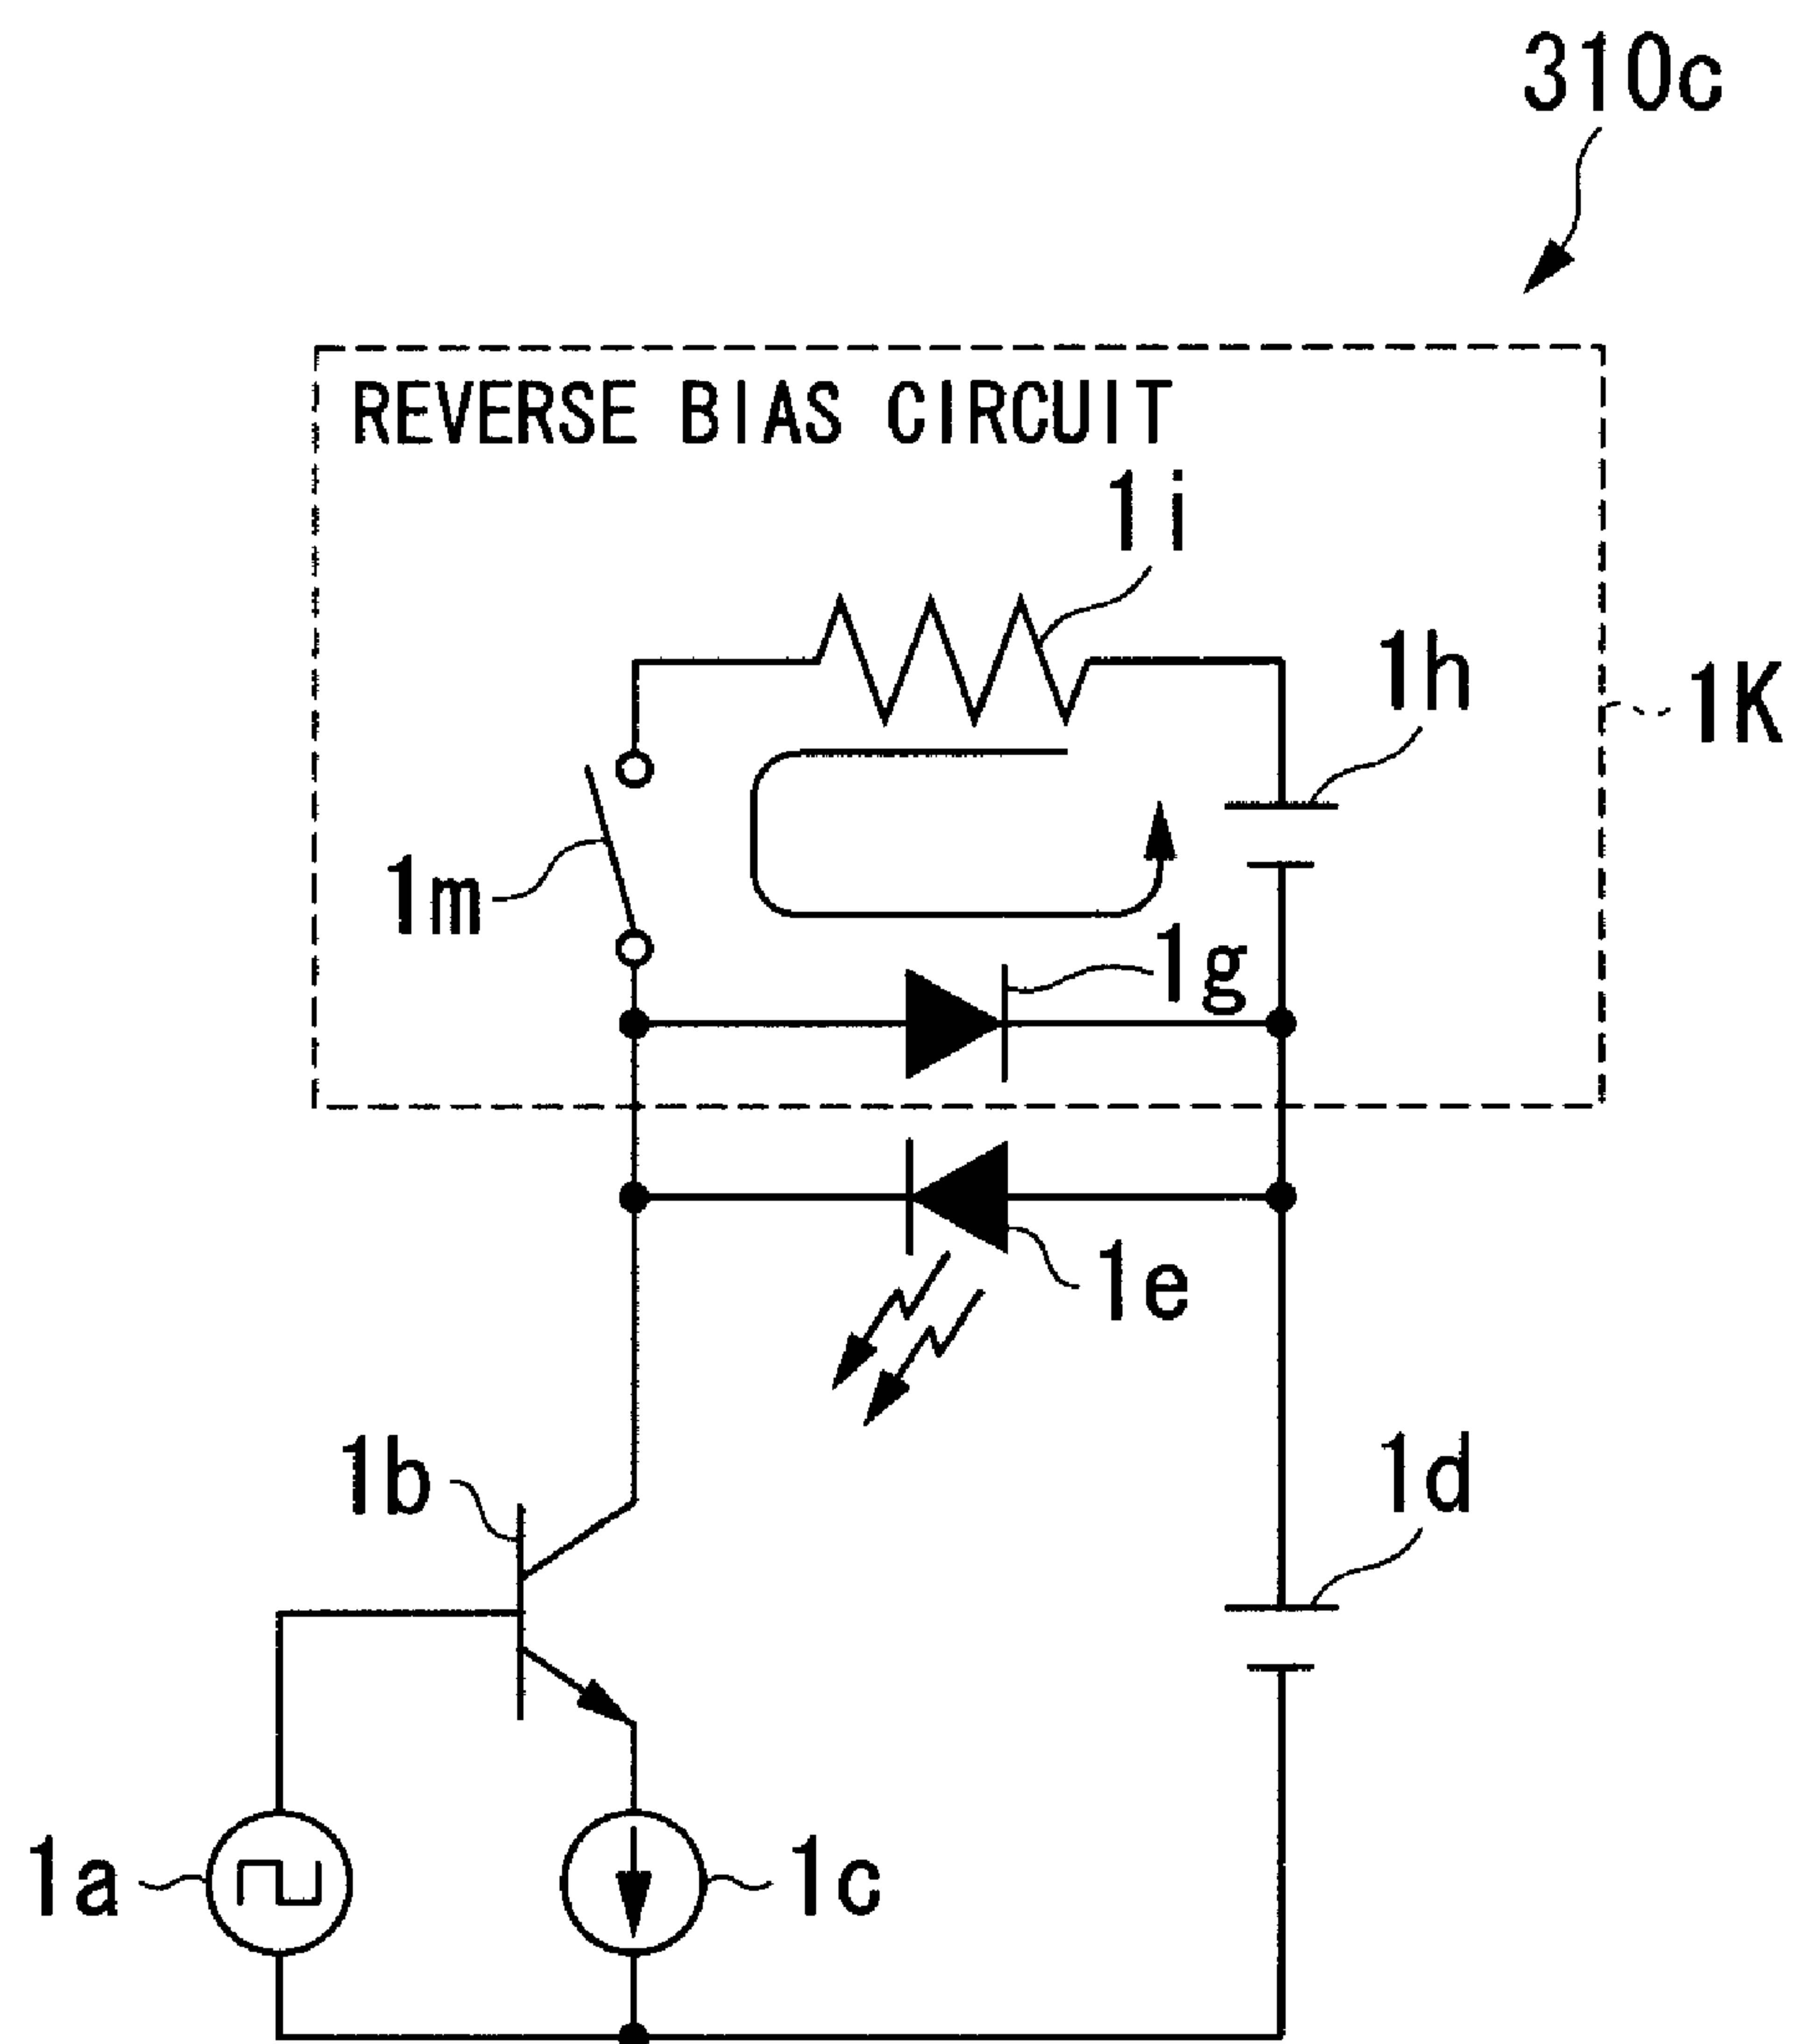 310c
REVERSE BIAS CIRCUIT
1i
1h
1K
1m
1g
1e
1b
1d
1a
1c